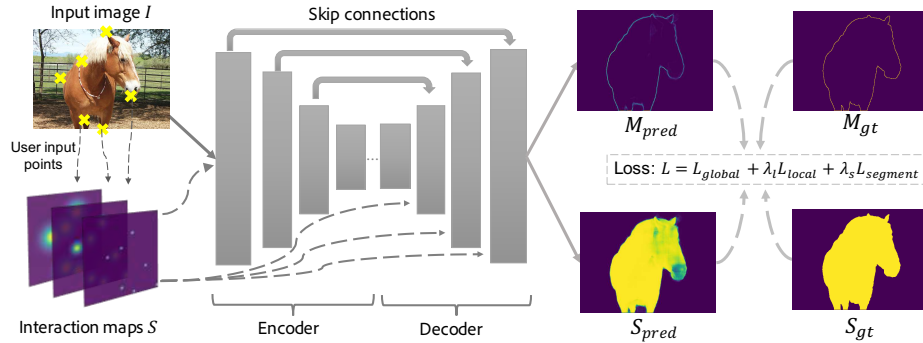 Input image I
Skip connections
User input
points
...
M_pred
M_gt
Loss: L = L_global + λ_l L_local + λ_s L_segment
Interaction maps S
Encoder
Decoder
S_pred
S_gt